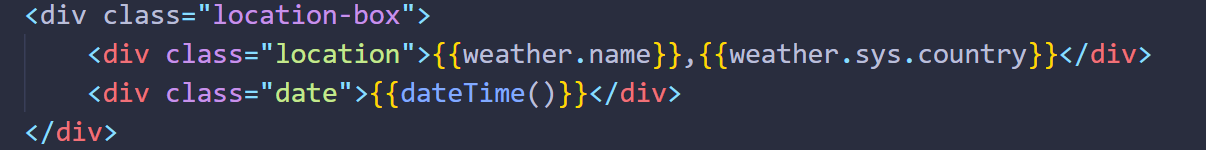 <div class="location-box">
<div class="location">{{weather.name}},{{weather.sys.country}}</div>
<div class="date">{{dateTime()}}</div>
</div>